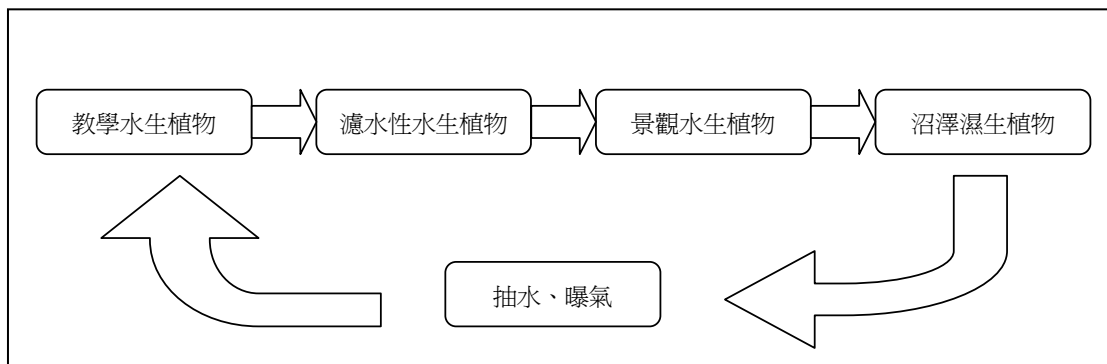 教學水生植物
濾水性水生植物
景觀水生植物
沼澤濕生植物
抽水、曝氣